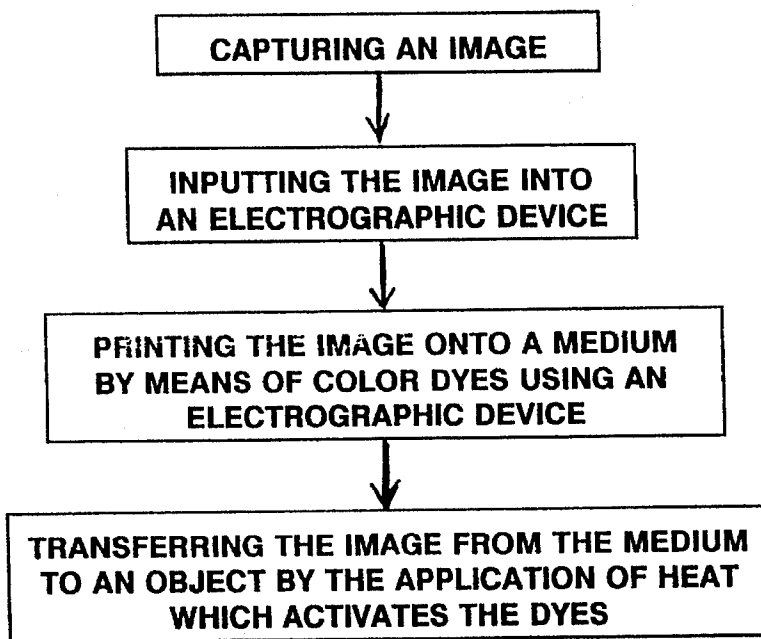 CAPTURING AN IMAGE
INPUTTING THE IMAGE INTO
AN ELECTROGRAPHIC DEVICE
PRINTING THE IMAGE ONTO A MEDIUM
BY MEANS OF COLOR DYES USING AN
ELECTROGRAPHIC DEVICE
TRANSFERRING THE IMAGE FROM THE MEDIUM
TO AN OBJECT BY THE APPLICATION OF HEAT
WHICH ACTIVATES THE DYES